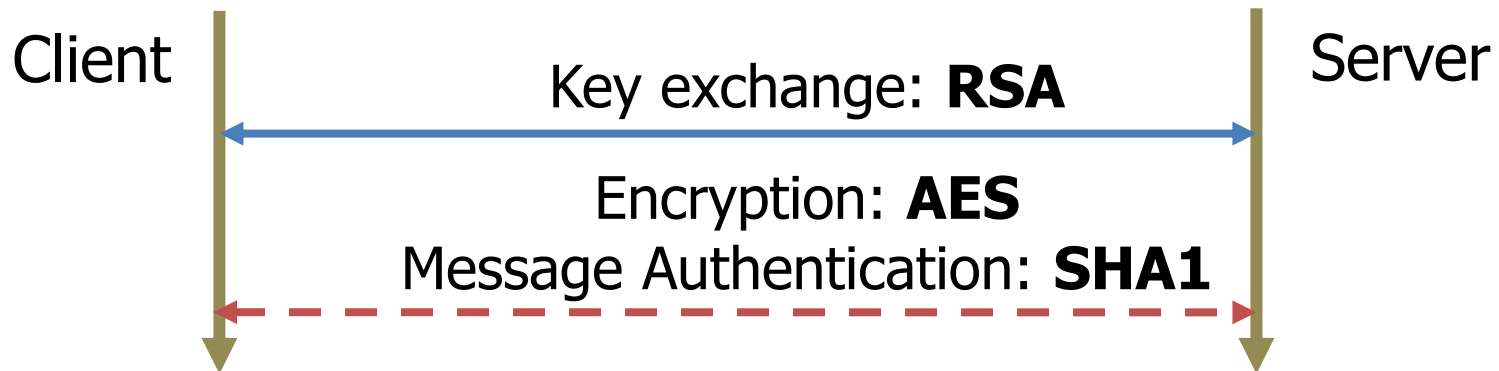 Client
Server
Key exchange: RSA
Encryption: AES
Message Authentication: SHA1